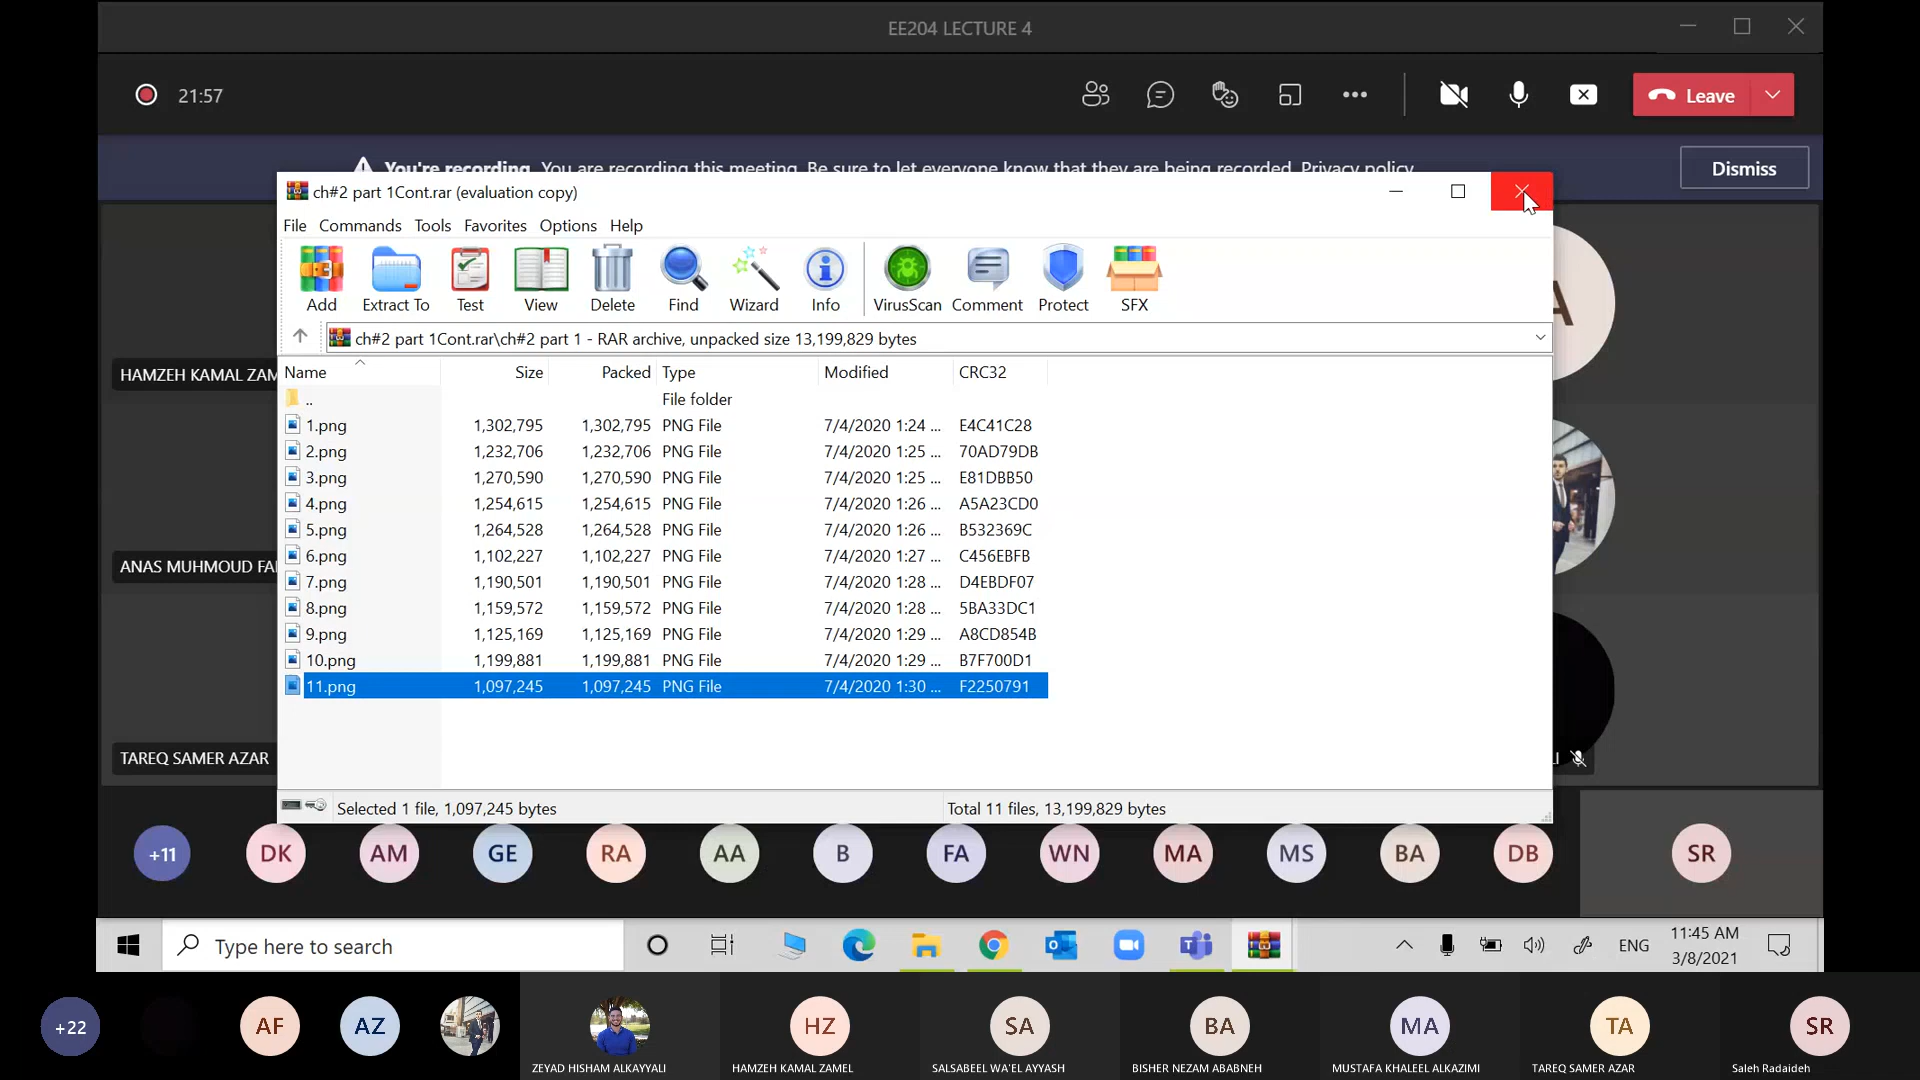 EE204 LECTURE 4
21:57
Leave
You're recording. You are recording this meeting. Be sure to let everyone know that they are being recorded. Privacy policy
Dismiss
ch#2 part 1Cont.rar (evaluation copy)
File Commands Tools Favorites Options Help
Add Extract To Test View Delete Find Wizard Info VirusScan Comment Protect SFX
ch#2 part 1Cont.rar\ch#2 part 1 - RAR archive, unpacked size 13,199,829 bytes
Name Size Packed Type Modified CRC32
.. File folder
1.png 1,302,795 1,302,795 PNG File 7/4/2020 1:24 ... E4C41C28
2.png 1,232,706 1,232,706 PNG File 7/4/2020 1:25 ... 70AD79DB
3.png 1,270,590 1,270,590 PNG File 7/4/2020 1:25 ... E81DBB50
4.png 1,254,615 1,254,615 PNG File 7/4/2020 1:26 ... A5A23CD0
5.png 1,264,528 1,264,528 PNG File 7/4/2020 1:26 ... B532369C
6.png 1,102,227 1,102,227 PNG File 7/4/2020 1:27 ... C456EBFB
7.png 1,190,501 1,190,501 PNG File 7/4/2020 1:28 ... D4EBDF07
8.png 1,159,572 1,159,572 PNG File 7/4/2020 1:28 ... 5BA33DC1
9.png 1,125,169 1,125,169 PNG File 7/4/2020 1:29 ... A8CD854B
10.png 1,199,881 1,199,881 PNG File 7/4/2020 1:29 ... B7F700D1
11.png 1,097,245 1,097,245 PNG File 7/4/2020 1:30 ... F2250791
Selected 1 file, 1,097,245 bytes
Total 11 files, 13,199,829 bytes
HAMZEH KAMAL ZAM
ANAS MUHMOUD FA
TAREQ SAMER AZAR
A
LI
+11 DK AM GE RA AA B FA WN MA MS BA DB SR
Type here to search
ENG
11:45 AM
3/8/2021
+22 AF AZ HZ SA BA MA TA SR
ZEYAD HISHAM ALKAYYALI HAMZEH KAMAL ZAMEL SALSABEEL WA'EL AYYASH BISHER NEZAM ABABNEH MUSTAFA KHALEEL ALKAZIMI TAREQ SAMER AZAR Saleh Radaideh